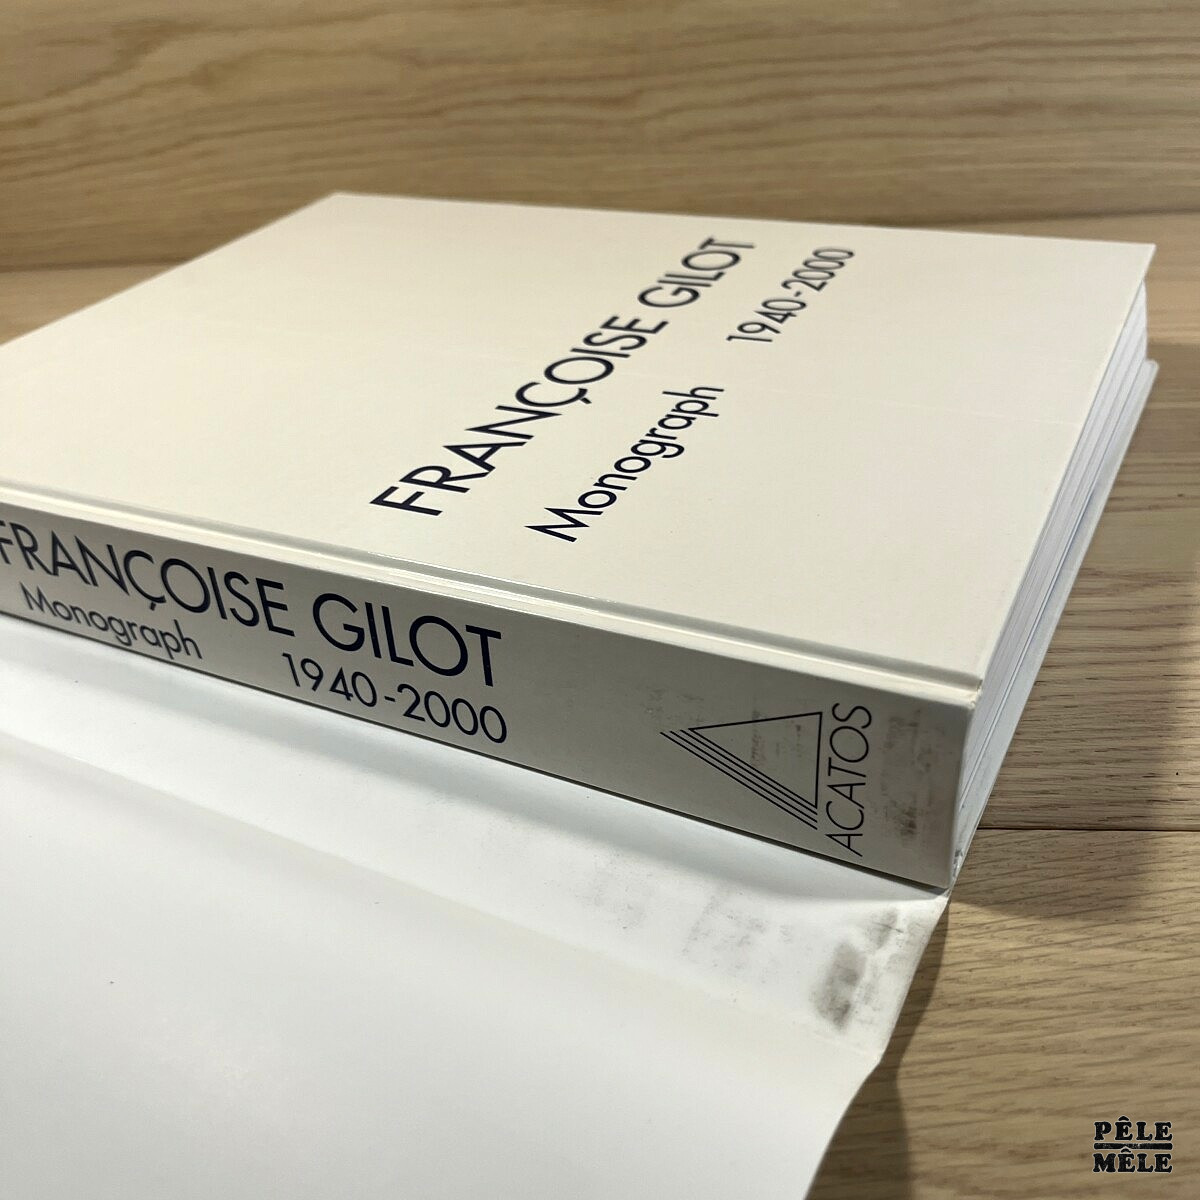 FRANÇOISE GILOT
Monograph 1940-2000
FRANÇOISE GILOT
Monograph 1940-2000
ACATOS
PÊLE
MÊLE